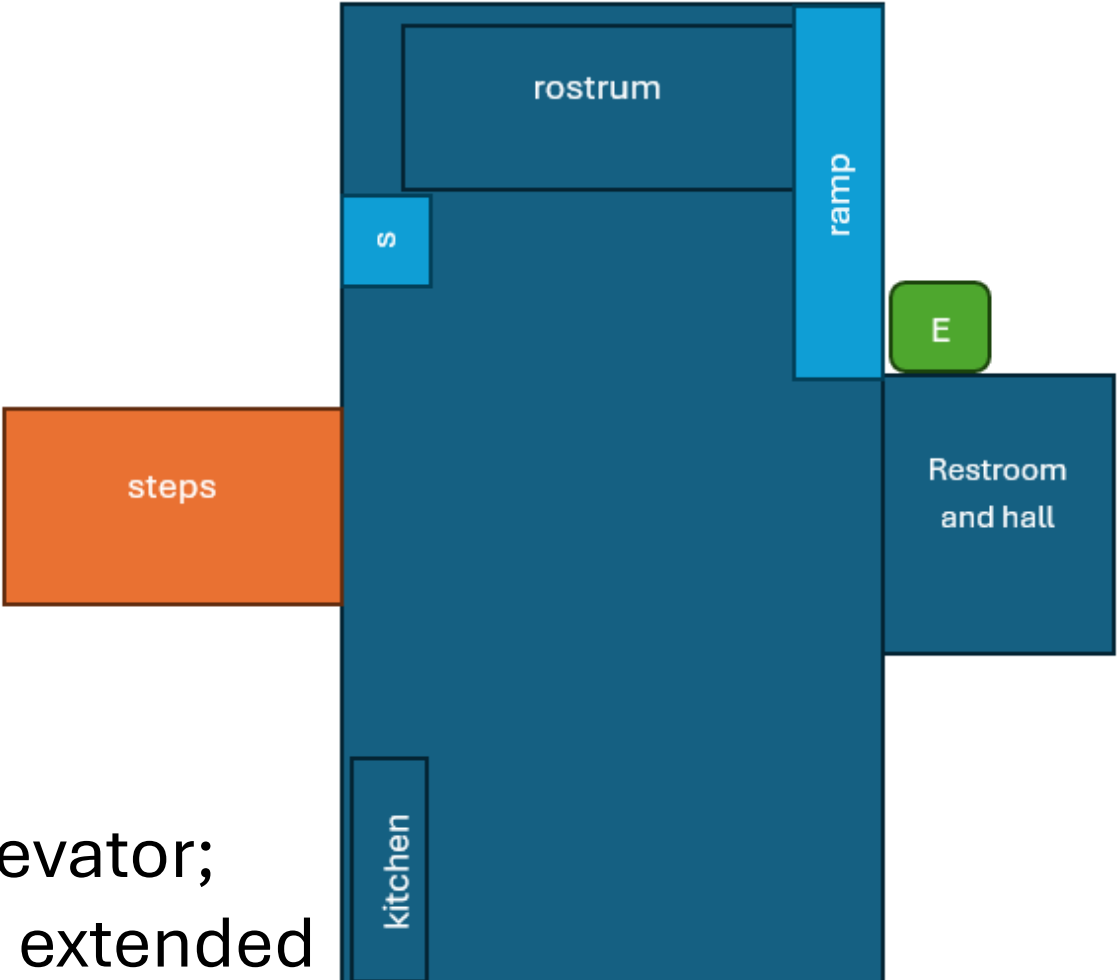 rostrum
ramp
s
E
steps
Restroom
and hall
kitchen
evator;
extended